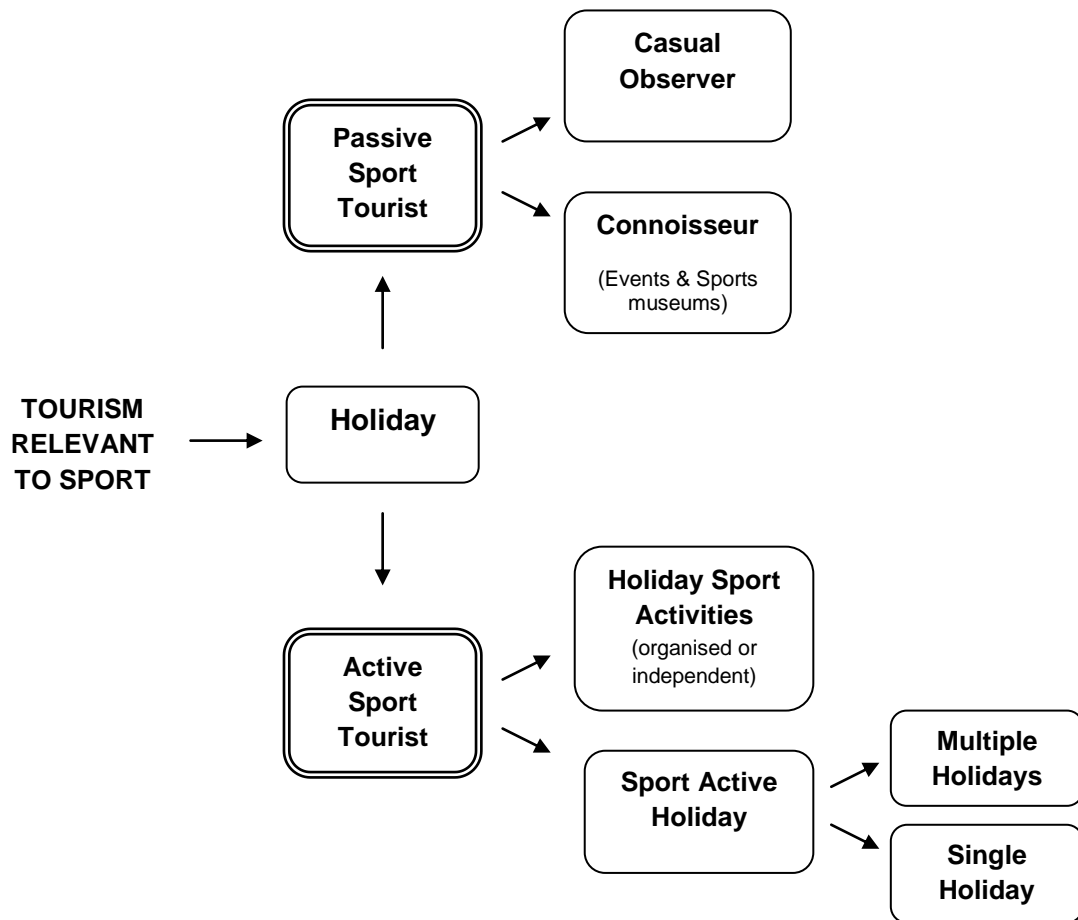 Casual
Observer
Passive
Sport
Tourist
Connoisseur
(Events & Sports
museums)
TOURISM
RELEVANT
TO SPORT
Holiday
Holiday Sport
Activities
(organised or
independent)
Active
Sport
Tourist
Sport Active
Holiday
Multiple
Holidays
Single
Holiday